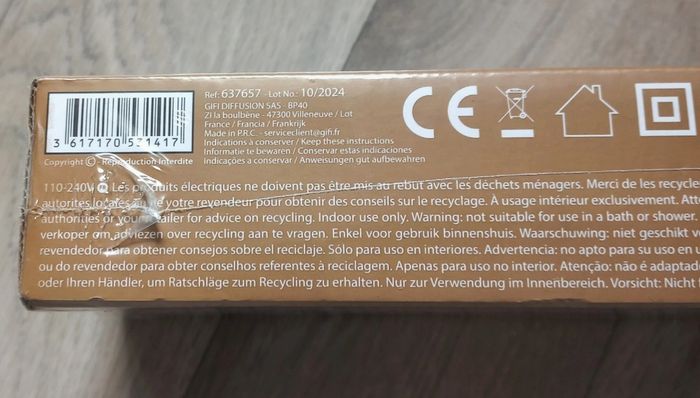 Ref: 637657 - Lot No.: 10/2024
GIFI DIFFUSION SAS - BP40
ZI la boulbène - 47300 Villeneuve / Lot
France / Francia / Frankrijk
Made in P.R.C. - serviceclient@gifi.fr
Indications à conserver / Keep these instructions
Informatie te bewaren / Conservar estas indicaciones
Indicações a conservar / Anweisungen gut aufbewahren
3 617170 531417
Copyright © - Reproduction Interdite
CE
110-240V Les produits électriques ne doivent pas être mis au rebut avec les déchets ménagers. Merci de les recycle
autorités locales ou votre revendeur pour obtenir des conseils sur le recyclage. À usage intérieur exclusivement. Atte
authorities or your dealer for advice on recycling. Indoor use only. Warning: not suitable for use in a bath or shower.
verkoper om adviezen over recycling aan te vragen. Enkel voor gebruik binnenshuis. Waarschuwing: niet geschikt v
revendedor para obtener consejos sobre el reciclaje. Sólo para uso en interiores. Advertencia: no apto para su uso en u
ou do revendedor para obter conselhos referentes à reciclagem. Apenas para uso no interior. Atenção: não é adaptad
oder Ihren Händler, um Ratschläge zum Recycling zu erhalten. Nur zur Verwendung im Innenbereich. Vorsicht: Nicht f